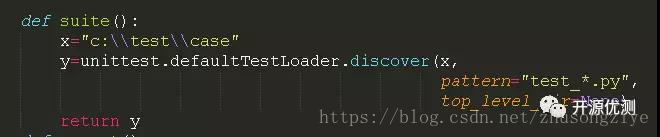 def suite():
x="c:\\test\\case"
y=unittest.defaultTestLoader.discover(x,
pattern="test_*.py",
top_level_
开源优测
https://blog.csdn.net/zhusongziye
return y